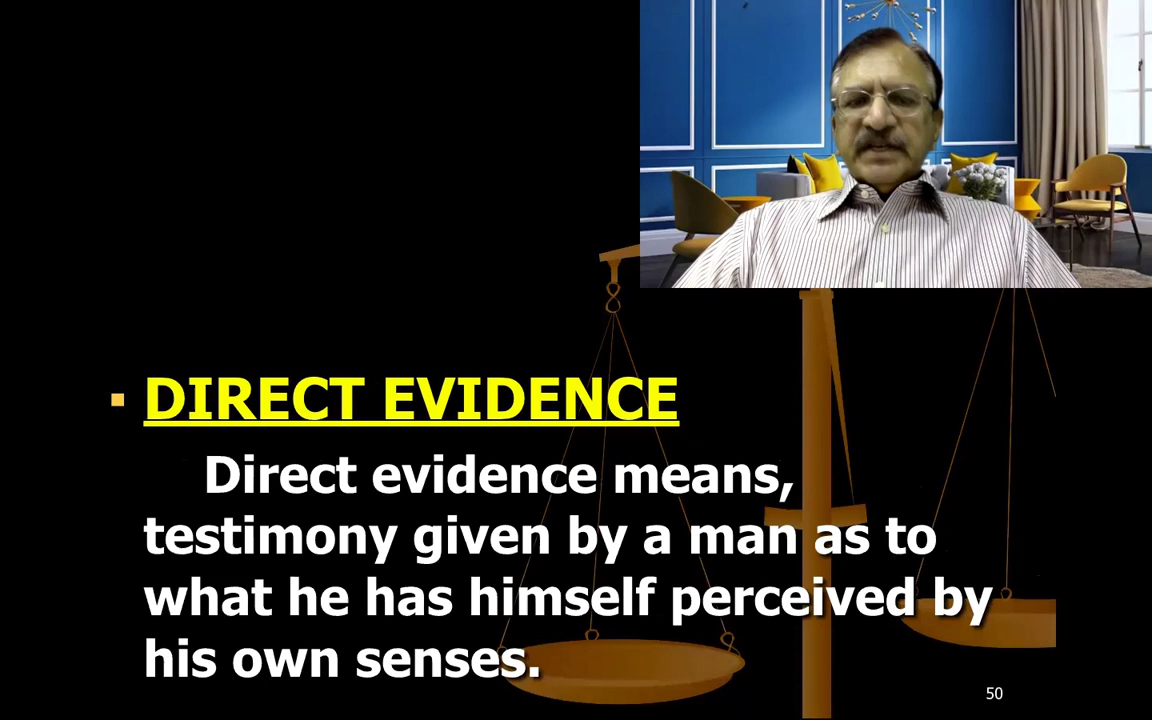 DIRECT EVIDENCE
Direct evidence means,
testimony given by a man as to
what he has himself perceived by
his own senses.
50